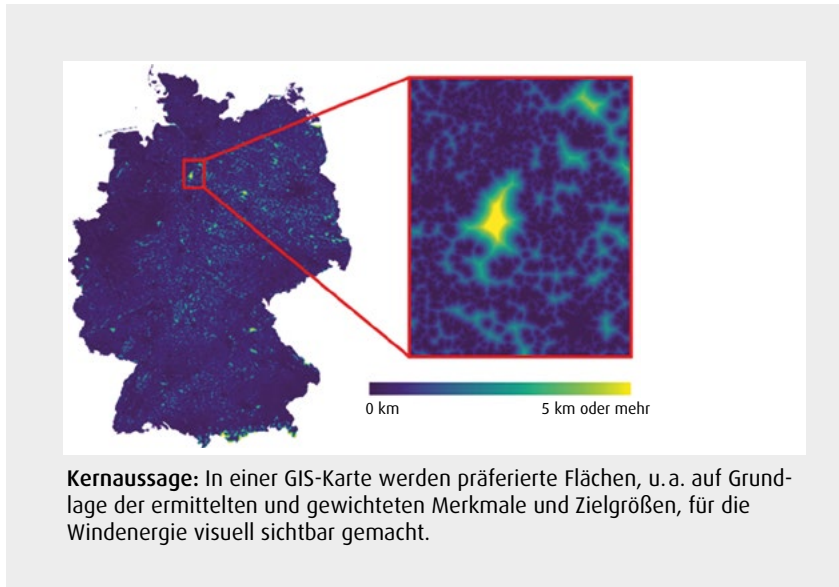 0 km
5 km oder mehr
Kernaussage: In einer GIS-Karte werden präferierte Flächen, u. a. auf Grund-
lage der ermittelten und gewichteten Merkmale und Zielgrößen, für die
Windenergie visuell sichtbar gemacht.